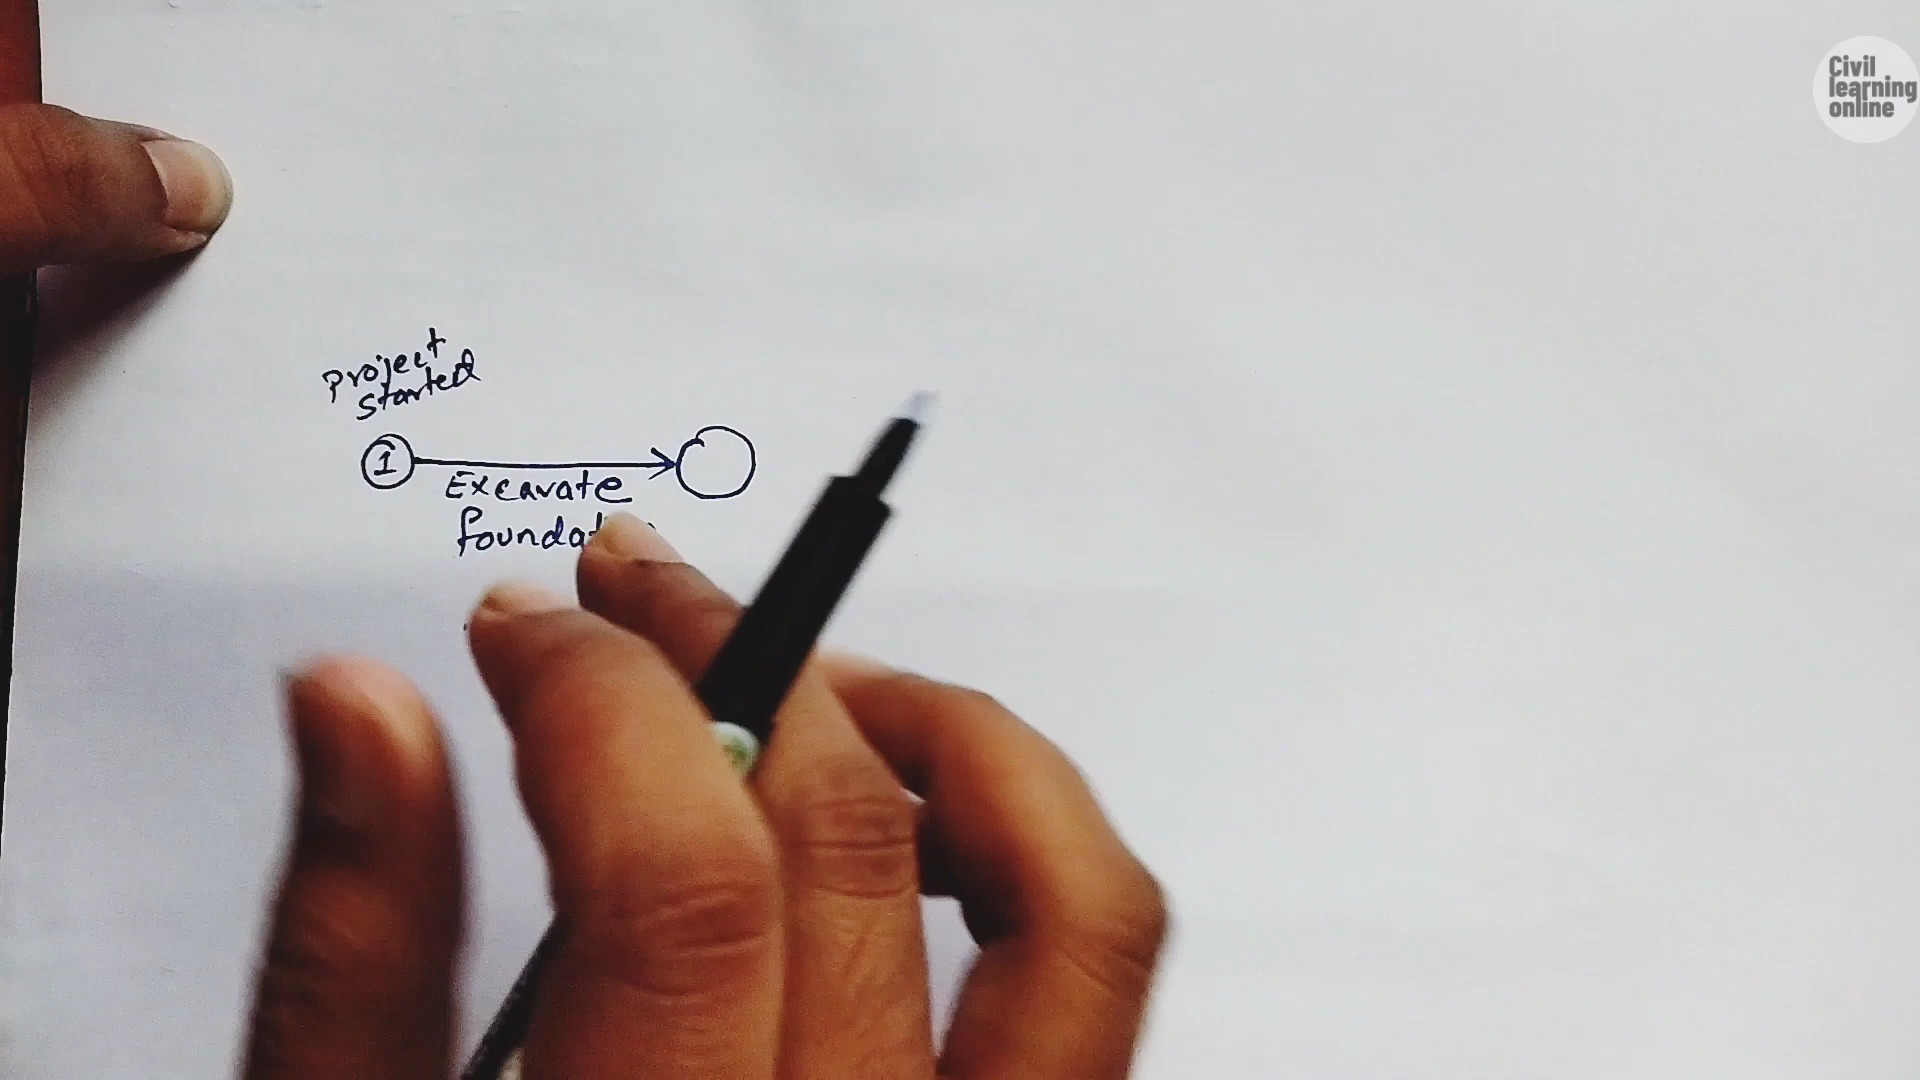 Project
Started
1
Excavate
Civil
learning
online